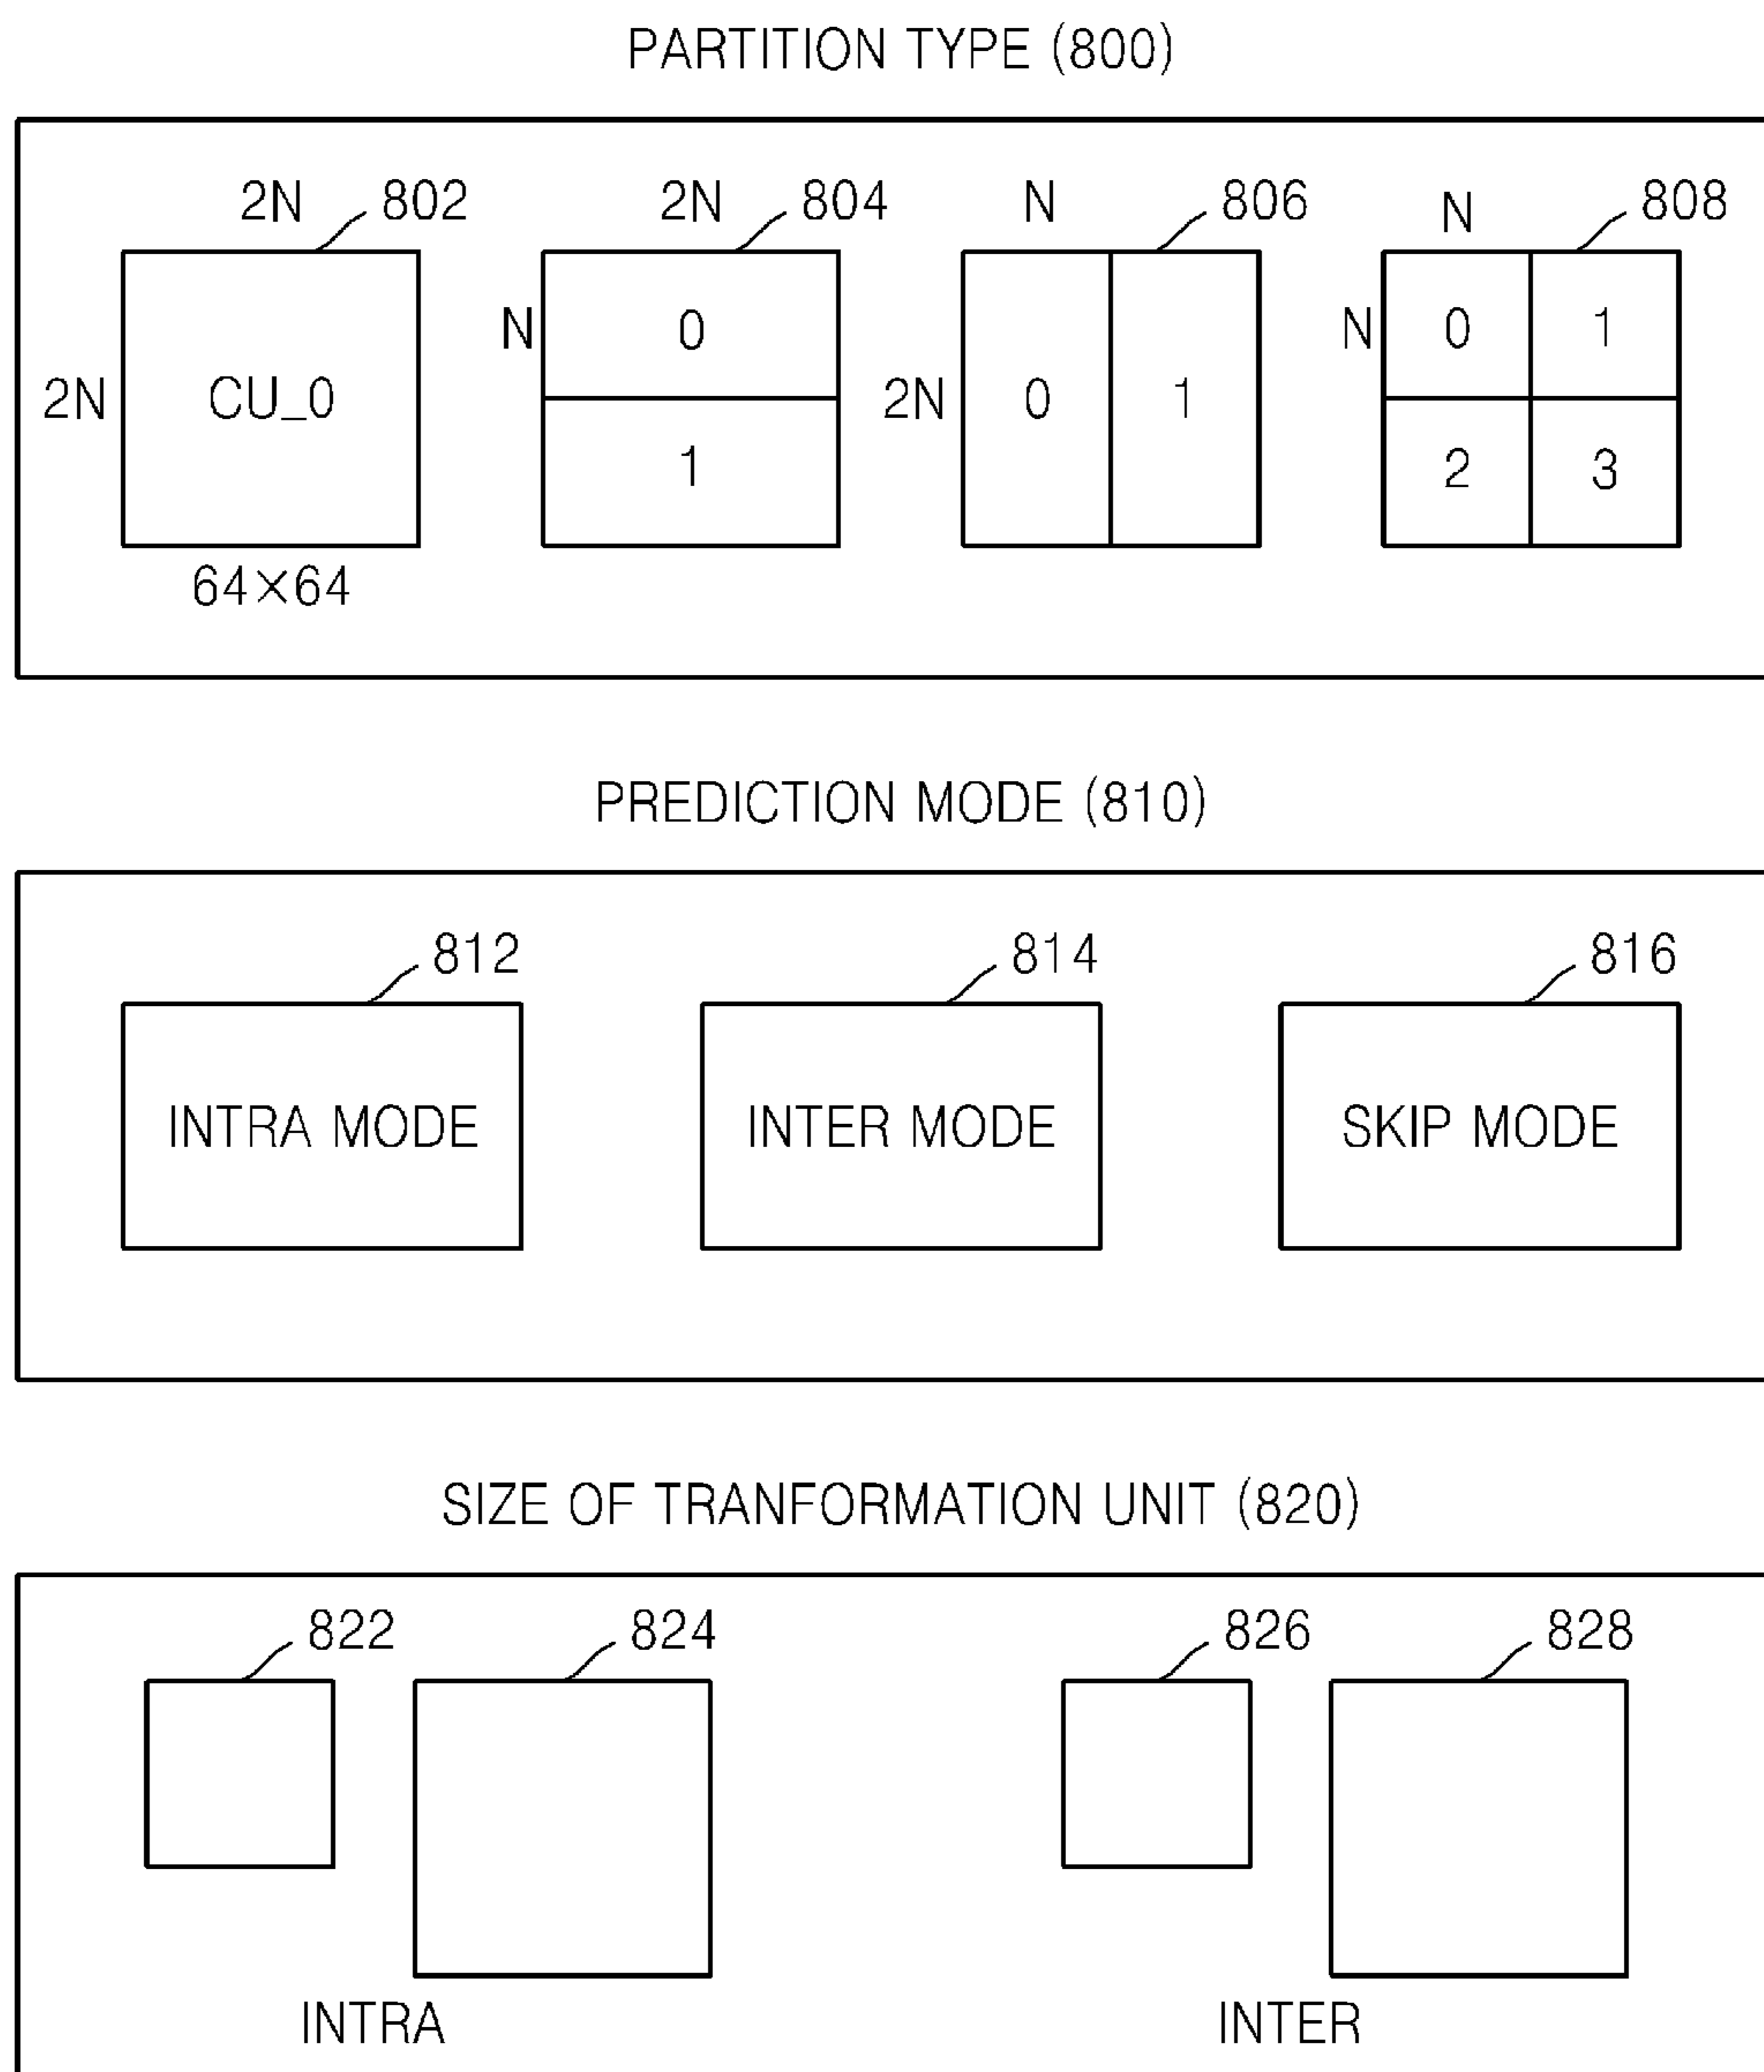 PARTITION TYPE (800)
2N 802 2N 804 N 806 N 808
N 0 N 0 1
2N CU_0 2N 0 1
1 2 3
64×64
PREDICTION MODE (810)
812 814 816
INTRA MODE INTER MODE SKIP MODE
SIZE OF TRANFORMATION UNIT (820)
822 824 826 828
INTRA INTER